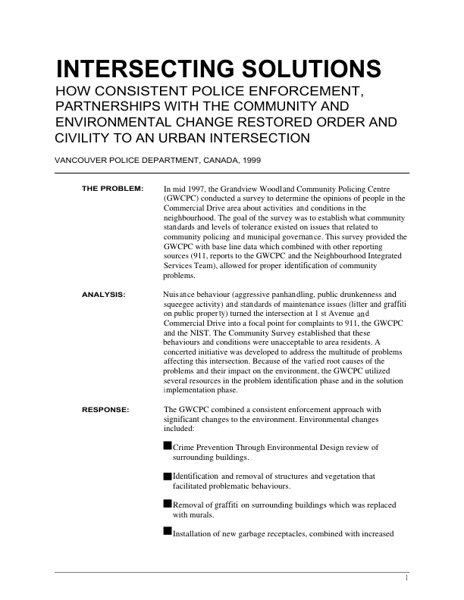 INTERSECTING SOLUTIONS
HOW CONSISTENT POLICE ENFORCEMENT,
PARTNERSHIPS WITH THE COMMUNITY AND
ENVIRONMENTAL CHANGE RESTORED ORDER AND
CIVILITY TO AN URBAN INTERSECTION
VANCOUVER POLICE DEPARTMENT, CANADA, 1999
THE PROBLEM:
In mid 1997, the Grandview Woodland Community Policing Centre
(GWCPC) conducted a survey to determine the opinions of people in the
Commercial Drive area about activities and conditions in the
neighbourhood. The goal of the survey was to establish what community
standards and levels of tolerance existed on issues that related to
community policing and municipal governance. This survey provided the
GWCPC with base line data which combined with other reporting
sources (911, reports to the GWCPC and the Neighbourhood Integrated
Services Team), allowed for proper identification of community
problems.
ANALYSIS:
Nuisance behaviour (aggressive panhandling, public drunkenness and
squeegee activity) and standards of maintenance issues (litter and graffiti
on public property) turned the intersection at 1 st Avenue and
Commercial Drive into a focal point for complaints to 911, the GWCPC
and the NIST. The Community Survey established that these
behaviours and conditions were unacceptable to area residents. A
concerted initiative was developed to address the multitude of problems
affecting this intersection. Because of the varied root causes of the
problems and their impact on the environment, the GWCPC utilized
several resources in the problem identification phase and in the solution
implementation phase.
RESPONSE:
The GWCPC combined a consistent enforcement approach with
significant changes to the environment. Environmental changes
included:
■Crime Prevention Through Environmental Design review of
surrounding buildings.
■Identification and removal of structures and vegetation that
facilitated problematic behaviours.
■Removal of graffiti on surrounding buildings which was replaced
with murals.
■Installation of new garbage receptacles, combined with increased
1